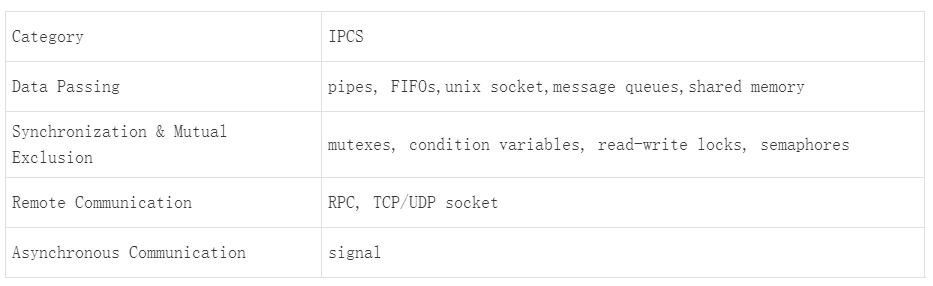 Category
IPCS
Data Passing
pipes, FIFOs,unix socket,message queues,shared memory
Synchronization & Mutual
Exclusion
mutexes, condition variables, read-write locks, semaphores
Remote Communication
RPC, TCP/UDP socket
Asynchronous Communication
signal